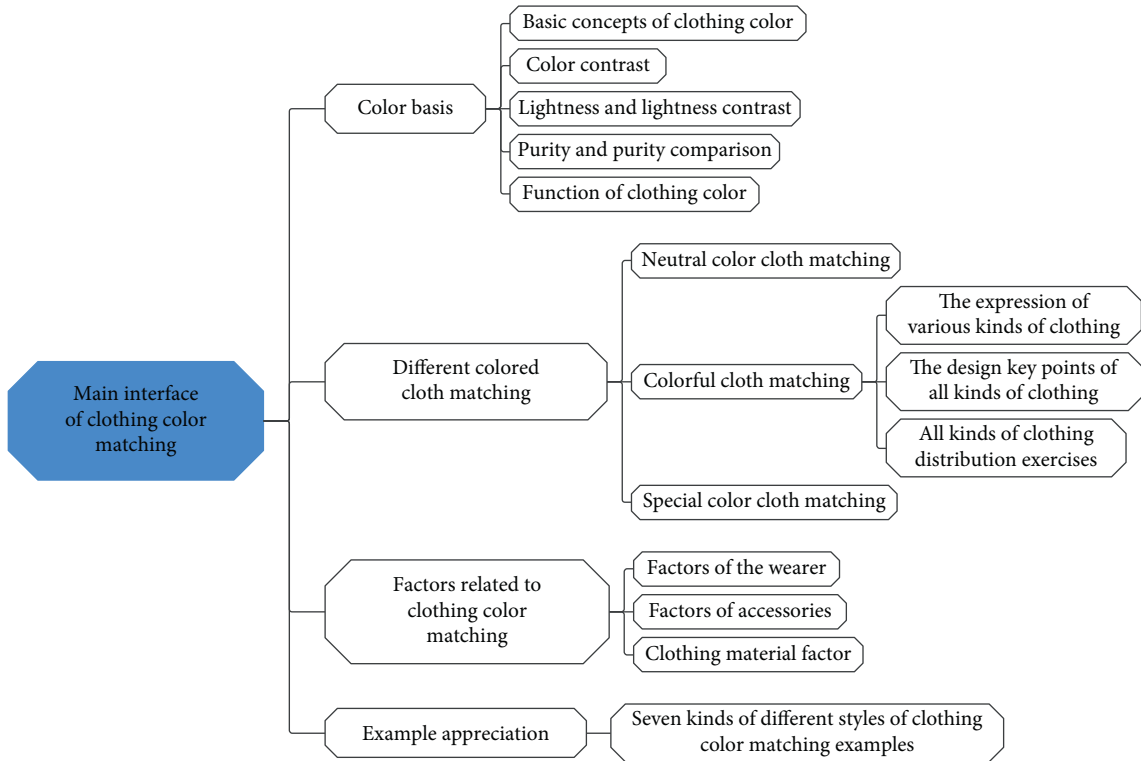 Basic concepts of clothing color
Color contrast
Color basis
Lightness and lightness contrast
Purity and purity comparison
Function of clothing color
Neutral color cloth matching
The expression of
various kinds of clothing
Different colored
cloth matching
Colorful cloth matching
The design key points of
all kinds of clothing
Main interface
of clothing color
matching
All kinds of clothing
distribution exercises
Special color cloth matching
Factors related to
clothing color
matching
Factors of the wearer
Factors of accessories
Clothing material factor
Example appreciation
Seven kinds of different styles of clothing
color matching examples